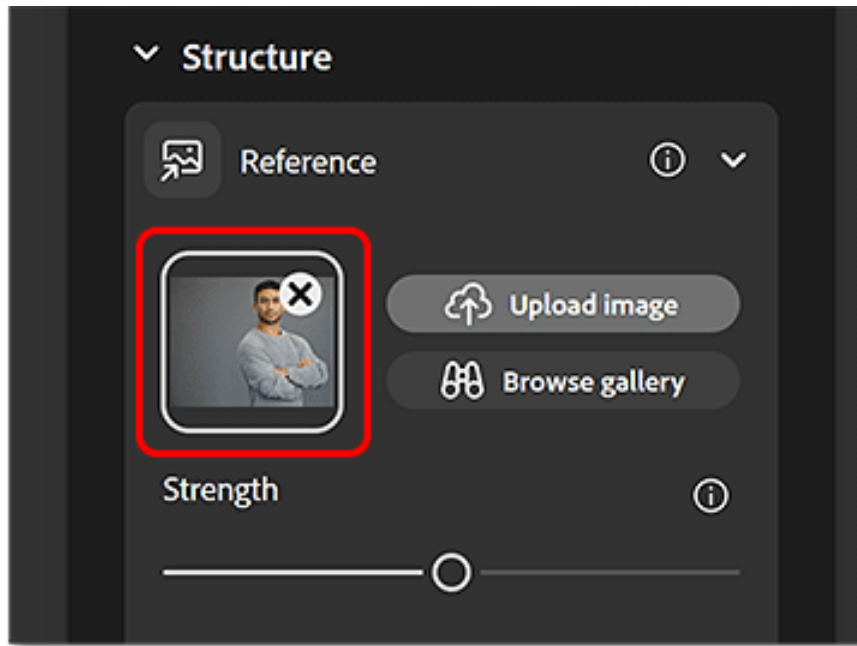 Structure
Reference
Upload image
Browse gallery
Strength